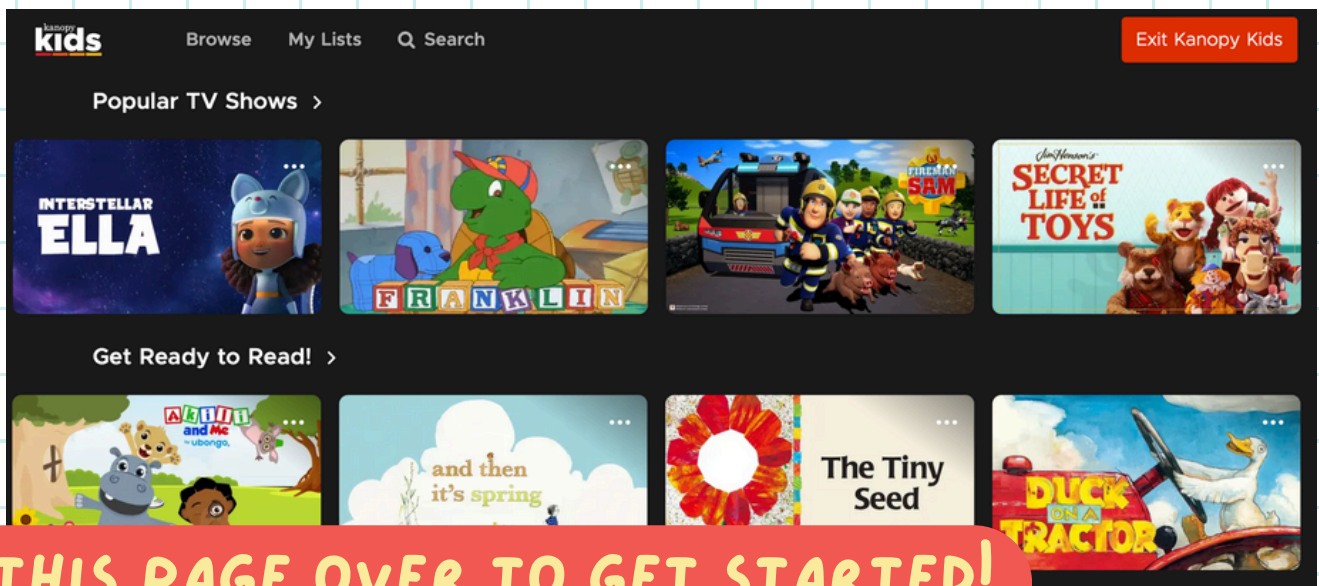 kanopy
kids
Browse My Lists Search
Exit Kanopy Kids
Popular TV Shows >
INTERSTELLAR
ELLA
FRANKLIN
FIREMAN
SAM
Jim Henson's
SECRET
LIFE of
TOYS
Get Ready to Read! >
Akili
and Me
by ubongo
and then
it's spring
The Tiny
Seed
DUCK
ON A
TRACTOR
THIS PAGE OVER TO GET STARTED!